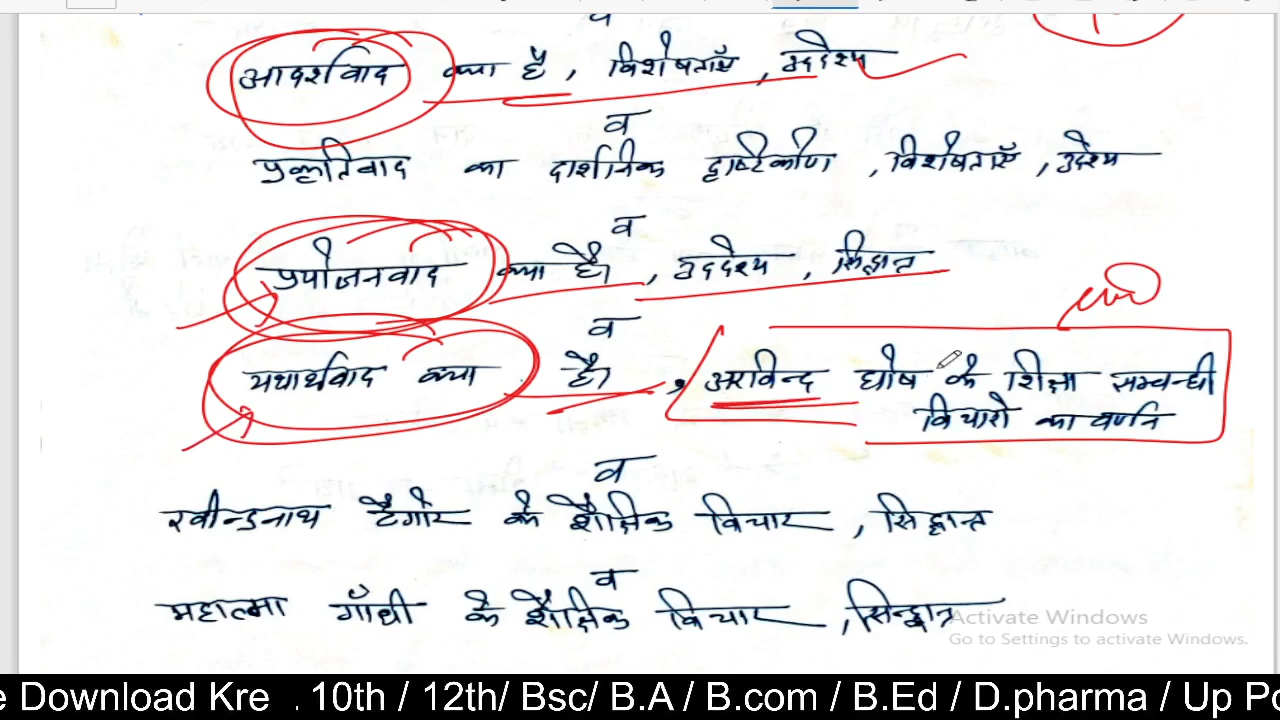 व
आदर्शवाद क्या है , विशेषताएँ , उद्देश्य
व
प्रकृतिवाद का दार्शनिक दृष्टिकोण , विशेषताएँ , उद्देश्य
व
प्रयोजनवाद क्या है। , उद्देश्य , सिद्धान्त
व
यथार्थवाद क्या है। , अरविन्द घोष के शिक्षा सम्बन्धी
विचारो का वर्णन
व
रवीन्द्रनाथ टैगोर के शैक्षिक विचार , सिद्धान्त
व
महात्मा गाँधी के शैक्षिक विचार , सिद्धान्त
Activate Windows
Go to Settings to activate Windows.
e Download Kre . 10th / 12th/ Bsc/ B.A / B.com / B.Ed / D.pharma / Up Po